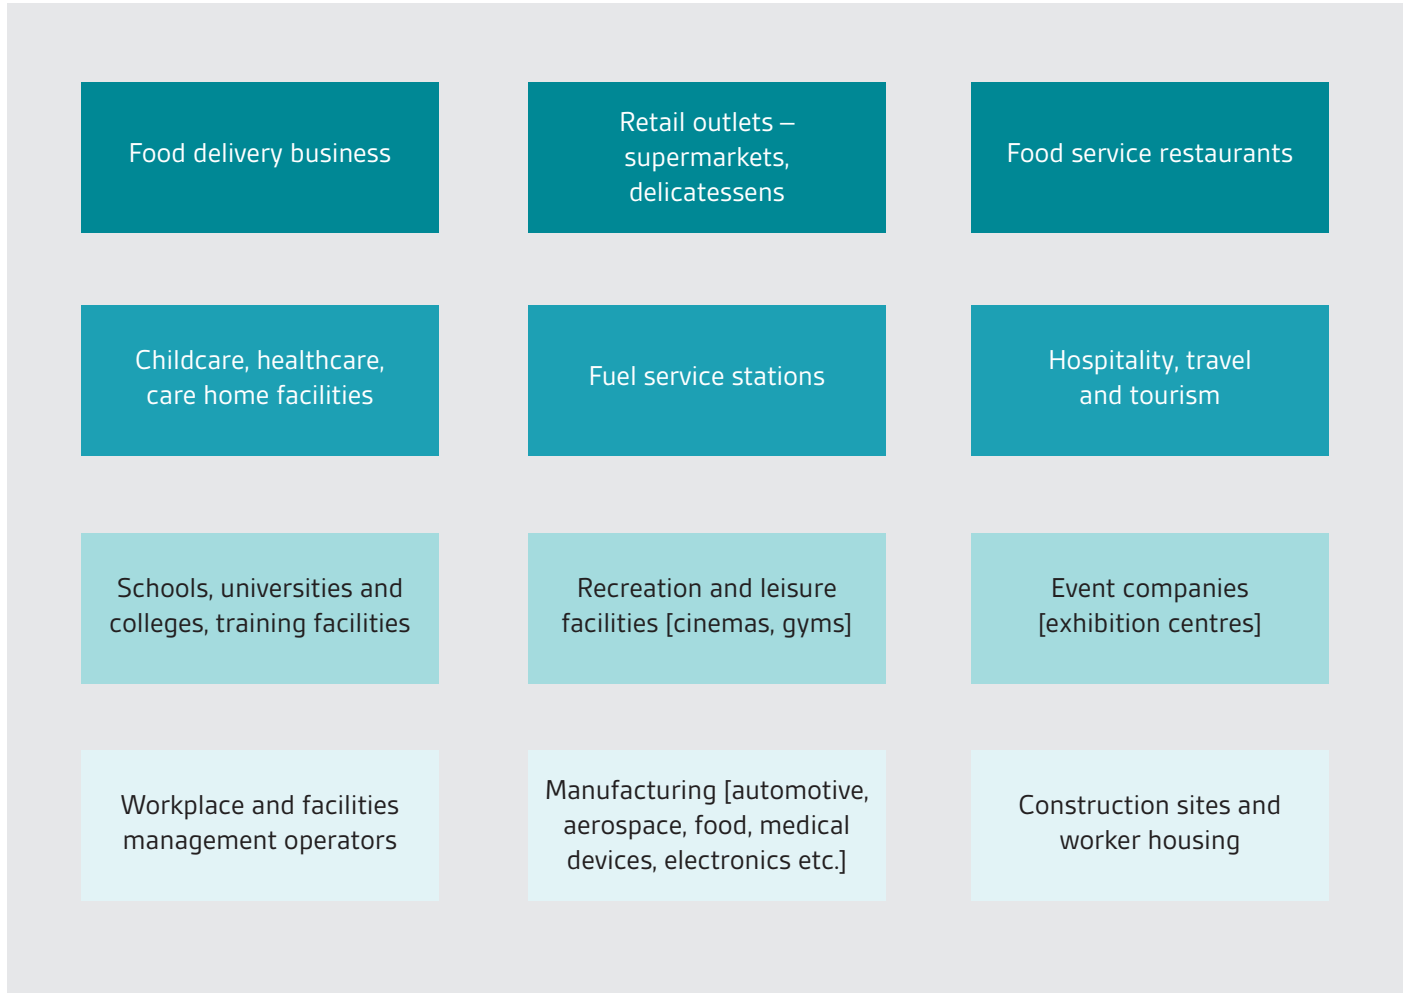 Food delivery business
Retail outlets –
supermarkets,
delicatessens
Food service restaurants
Childcare, healthcare,
care home facilities
Fuel service stations
Hospitality, travel
and tourism
Schools, universities and
colleges, training facilities
Recreation and leisure
facilities [cinemas, gyms]
Event companies
[exhibition centres]
Workplace and facilities
management operators
Manufacturing [automotive,
aerospace, food, medical
devices, electronics etc.]
Construction sites and
worker housing